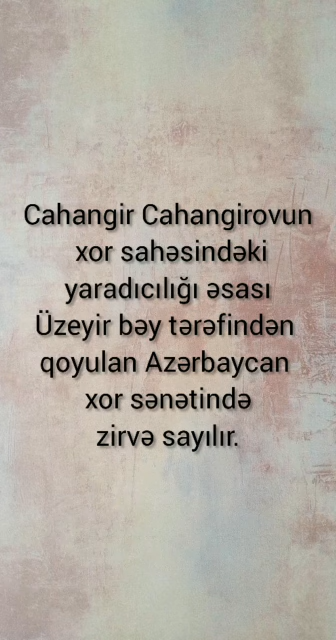 Cahangir Cahangirovun
xor sahəsindəki
yaradıcılığı əsası
Üzeyir bəy tərəfindən
qoyulan Azərbaycan
xor sənətində
zirvə sayılır.